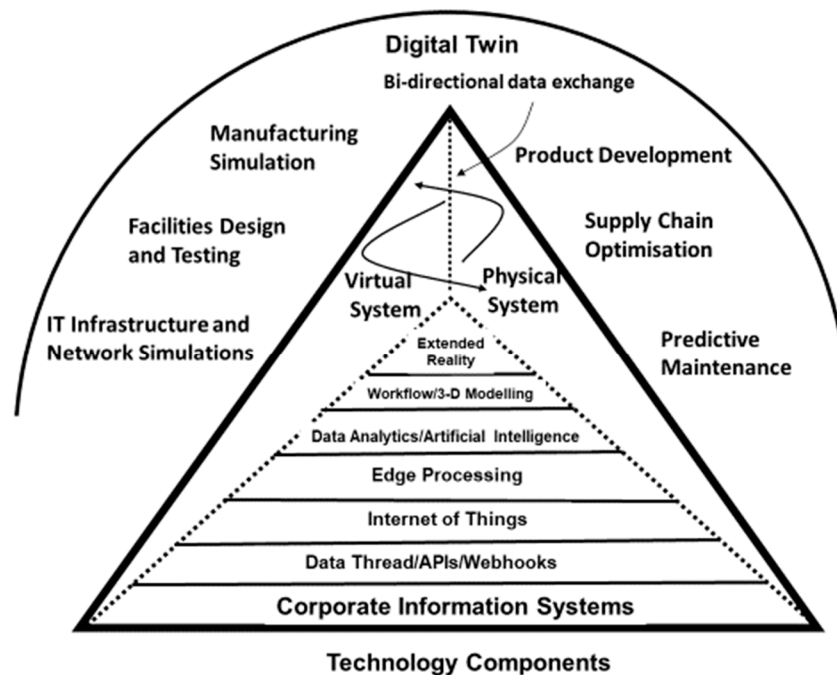 Digital Twin
Bi-directional data exchange
Manufacturing
Simulation
Product Development
Facilities Design
and Testing
Supply Chain
Optimisation
Virtual
System
Physical
System
IT Infrastructure and
Network Simulations
Predictive
Maintenance
Extended
Reality
Workflow/3-D Modelling
Data Analytics/Artificial Intelligence
Edge Processing
Internet of Things
Data Thread/APIs/Webhooks
Corporate Information Systems
Technology Components